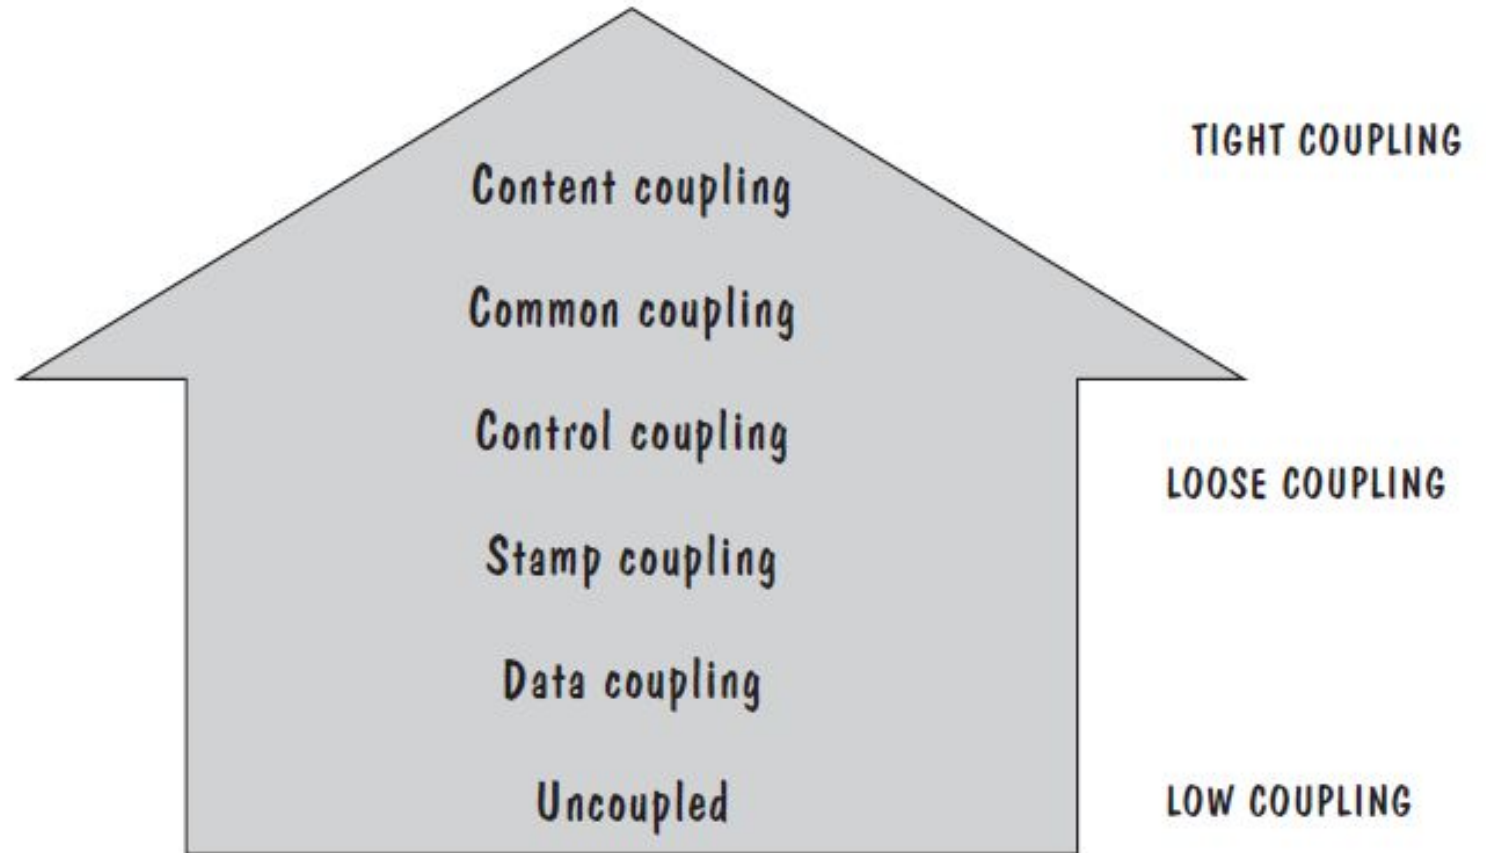 TIGHT COUPLING
Content coupling
Common coupling
Control coupling
LOOSE COUPLING
Stamp coupling
Data coupling
Uncoupled
LOW COUPLING